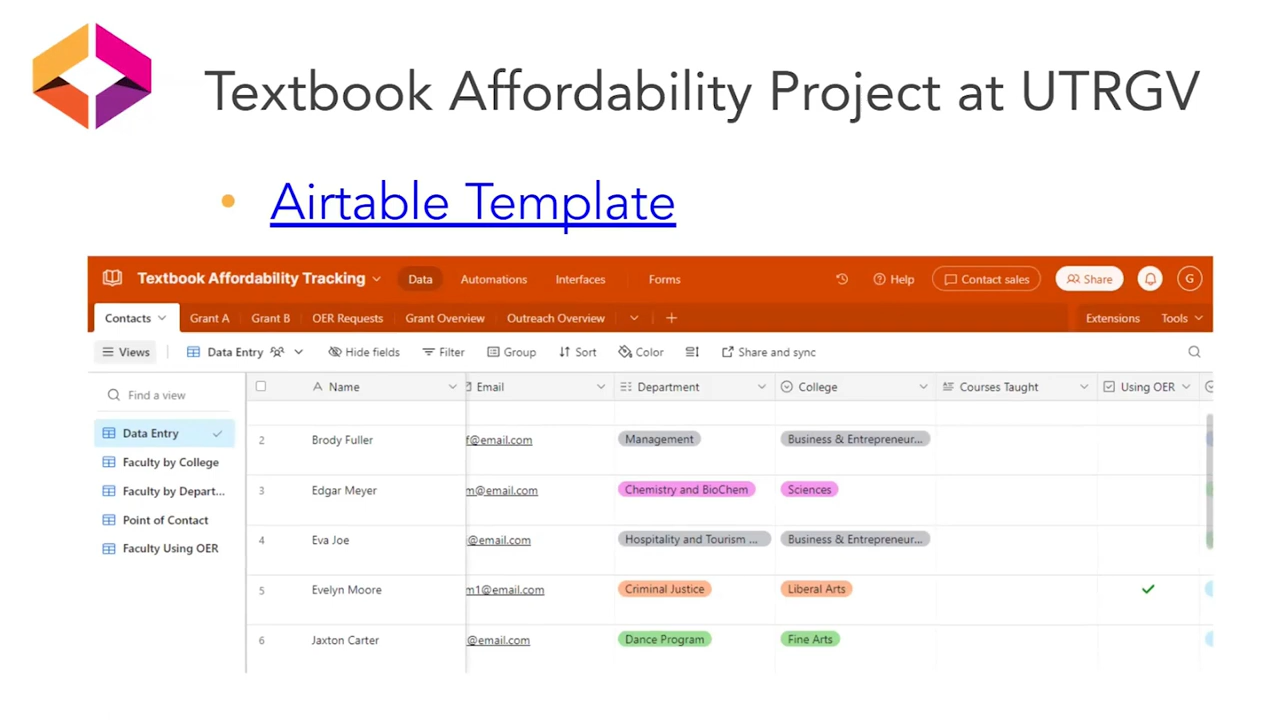 Textbook Affordability Project at UTRGV
• Airtable Template
Textbook Affordability Tracking Data Automations Interfaces Forms Help Contact sales Share G
Contacts Grant A Grant B OER Requests Grant Overview Outreach Overview + Extensions Tools
Views Data Entry Hide fields Filter Group Sort Color Share and sync
Find a view
Data Entry
Faculty by College
Faculty by Depart...
Point of Contact
Faculty Using OER
Name Email Department College Courses Taught Using OER
2 Brody Fuller f@email.com Management Business & Entrepreneur...
3 Edgar Meyer m@email.com Chemistry and BioChem Sciences
4 Eva Joe @email.com Hospitality and Tourism ... Business & Entrepreneur...
5 Evelyn Moore m1@email.com Criminal Justice Liberal Arts
6 Jaxton Carter @email.com Dance Program Fine Arts